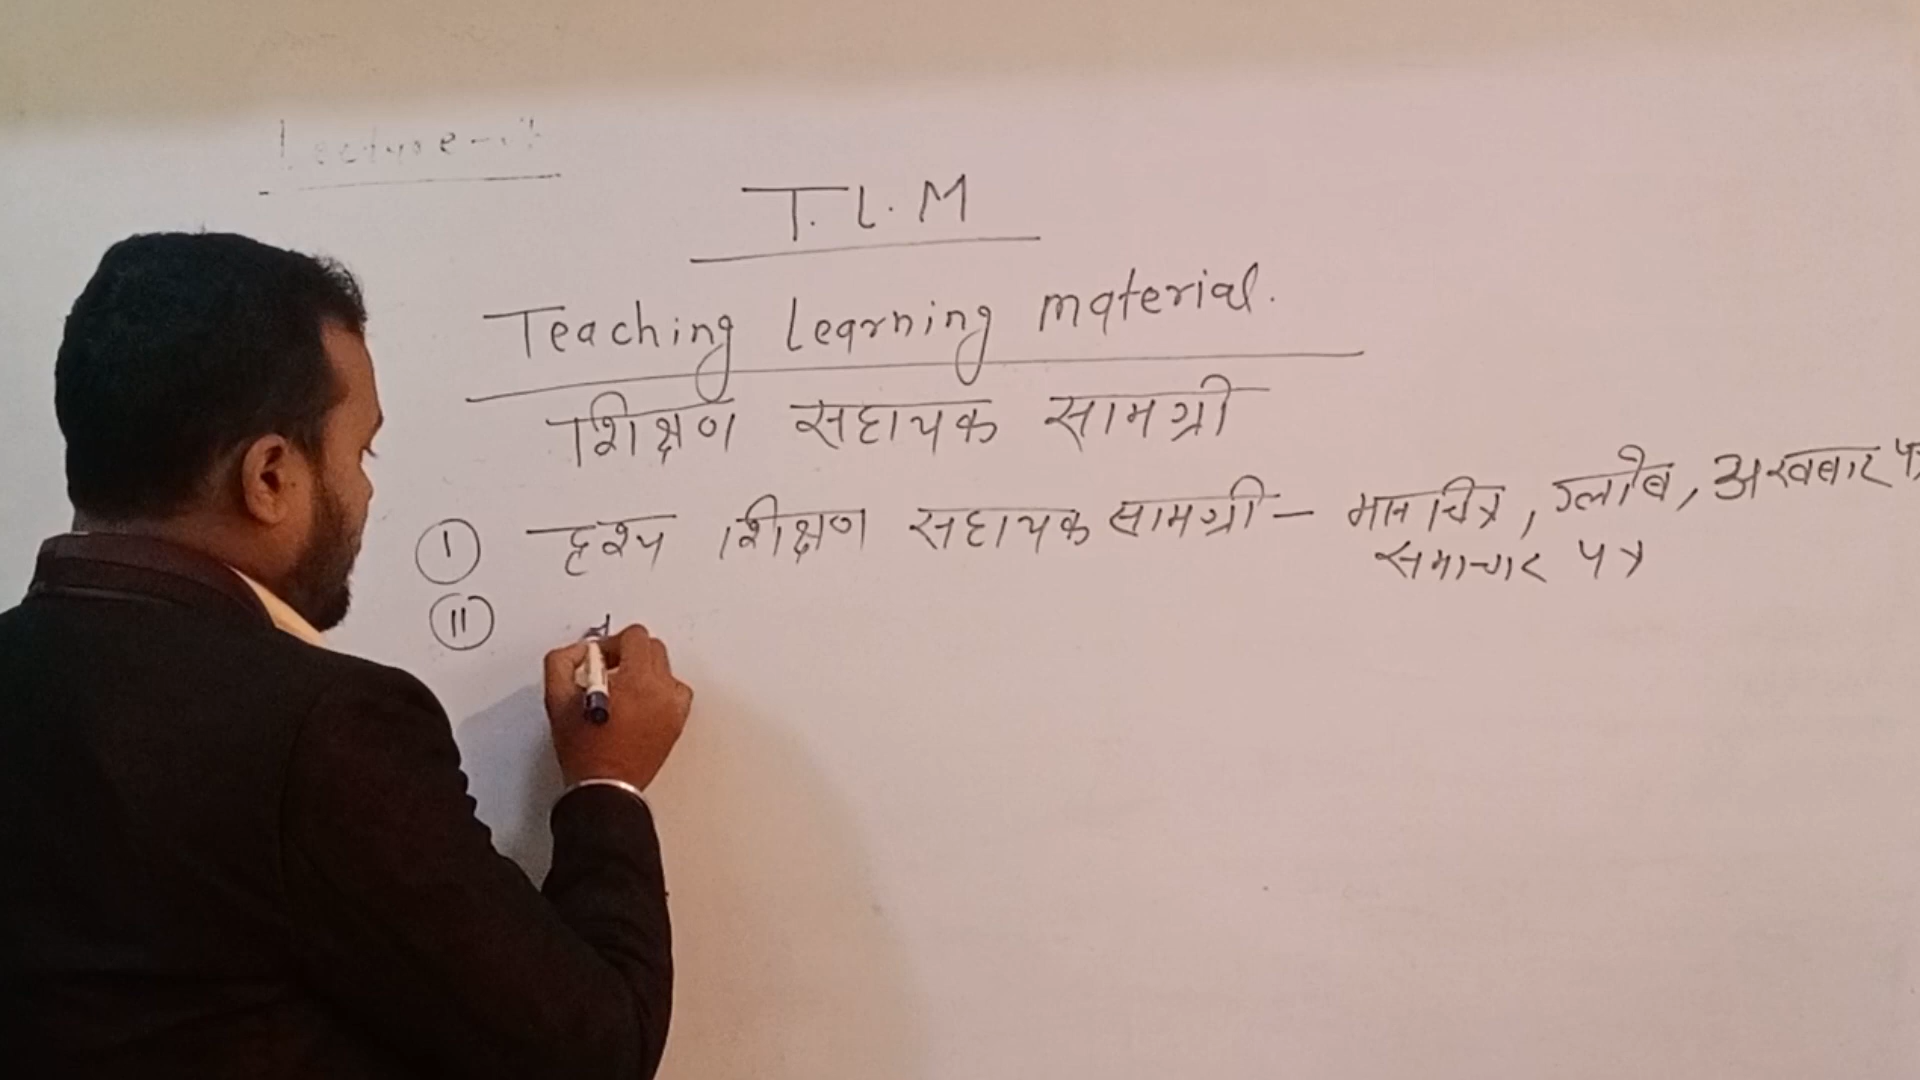 Lecture-
T.L.M
Teaching Learning material.
शिक्षण सहायक सामग्री
I दृश्य शिक्षण सहायक सामग्री - मानचित्र, ग्लोब, अखबार
समाचार पत्र
II